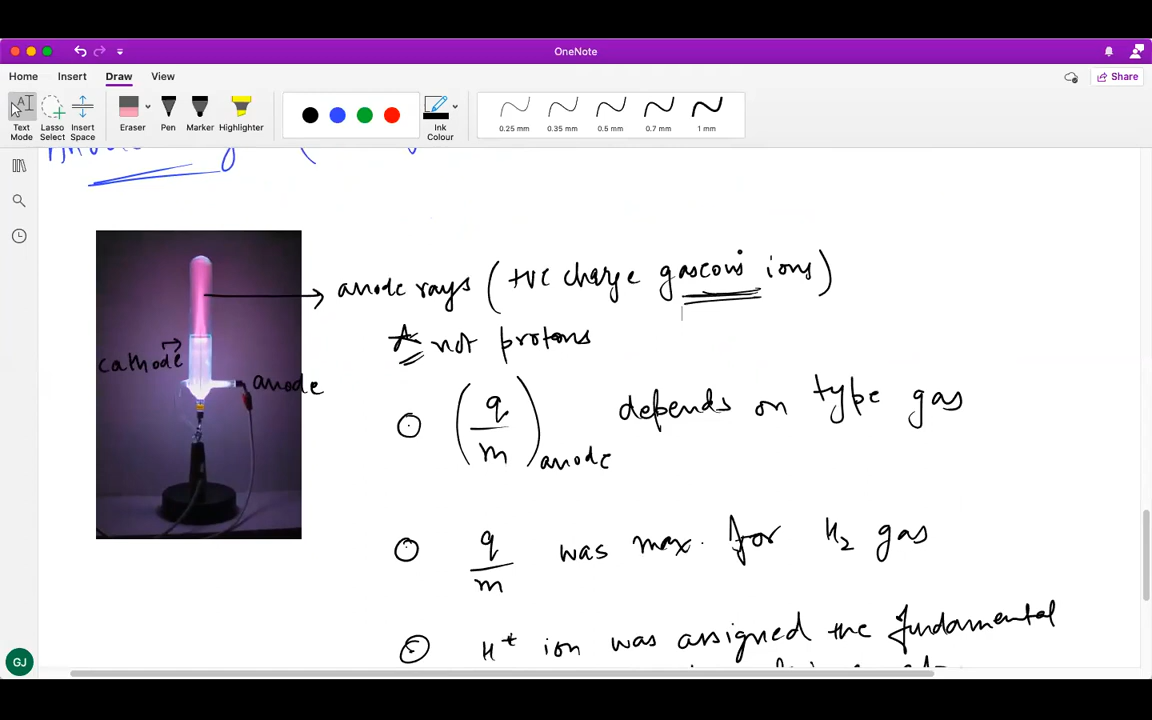 OneNote
Home Insert Draw View
Share
Text Mode
Lasso Select
Insert Space
Eraser
Pen
Marker
Highlighter
Ink Colour
0.25 mm 0.35 mm 0.5 mm 0.7 mm 1 mm
anode rays (+ve charge gaseous ions)
not protons
cathode
anode
(q/m) anode depends on type gas
q/m was max. for H2 gas
H+ ion was assigned the fundamental
GJ